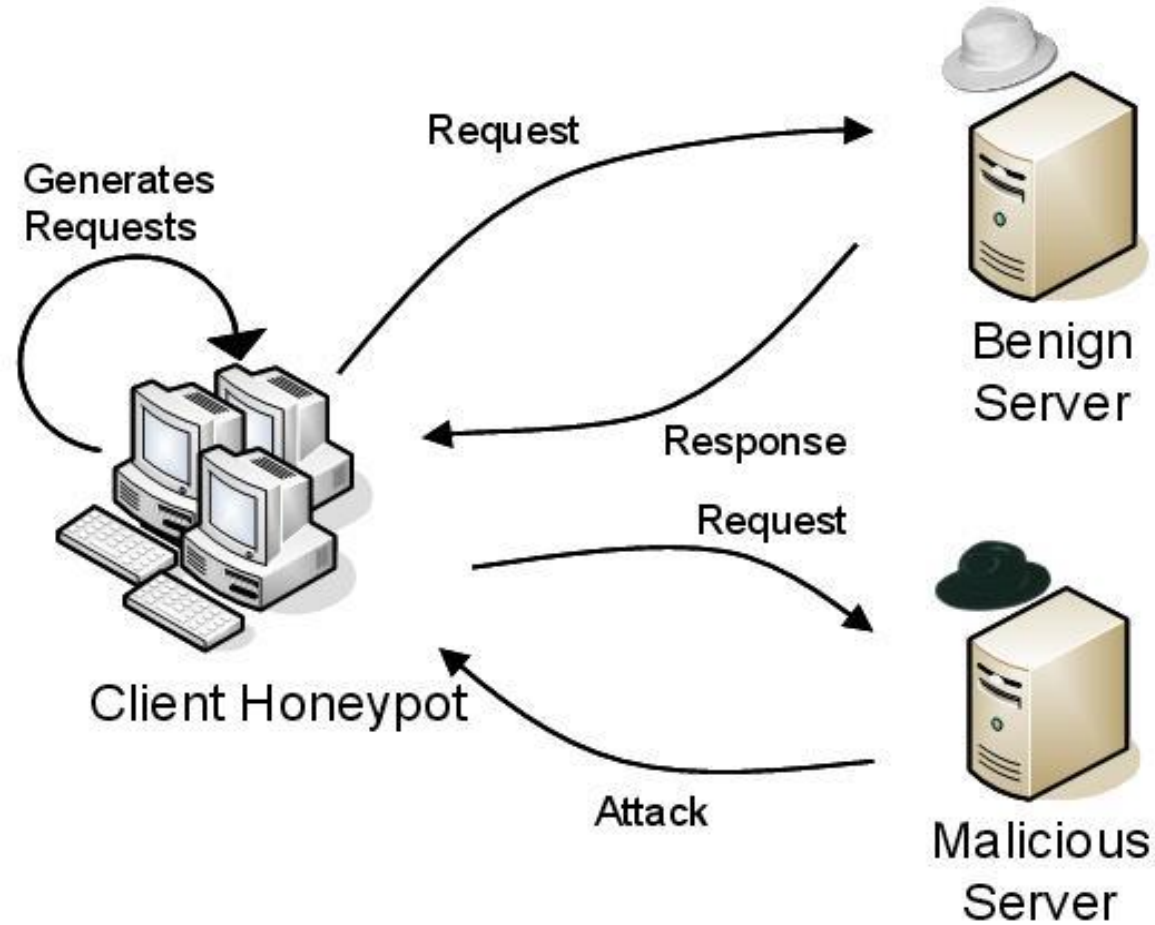 Request
Generates
Requests
Benign
Server
Response
Request
Client Honeypot
Attack
Malicious
Server